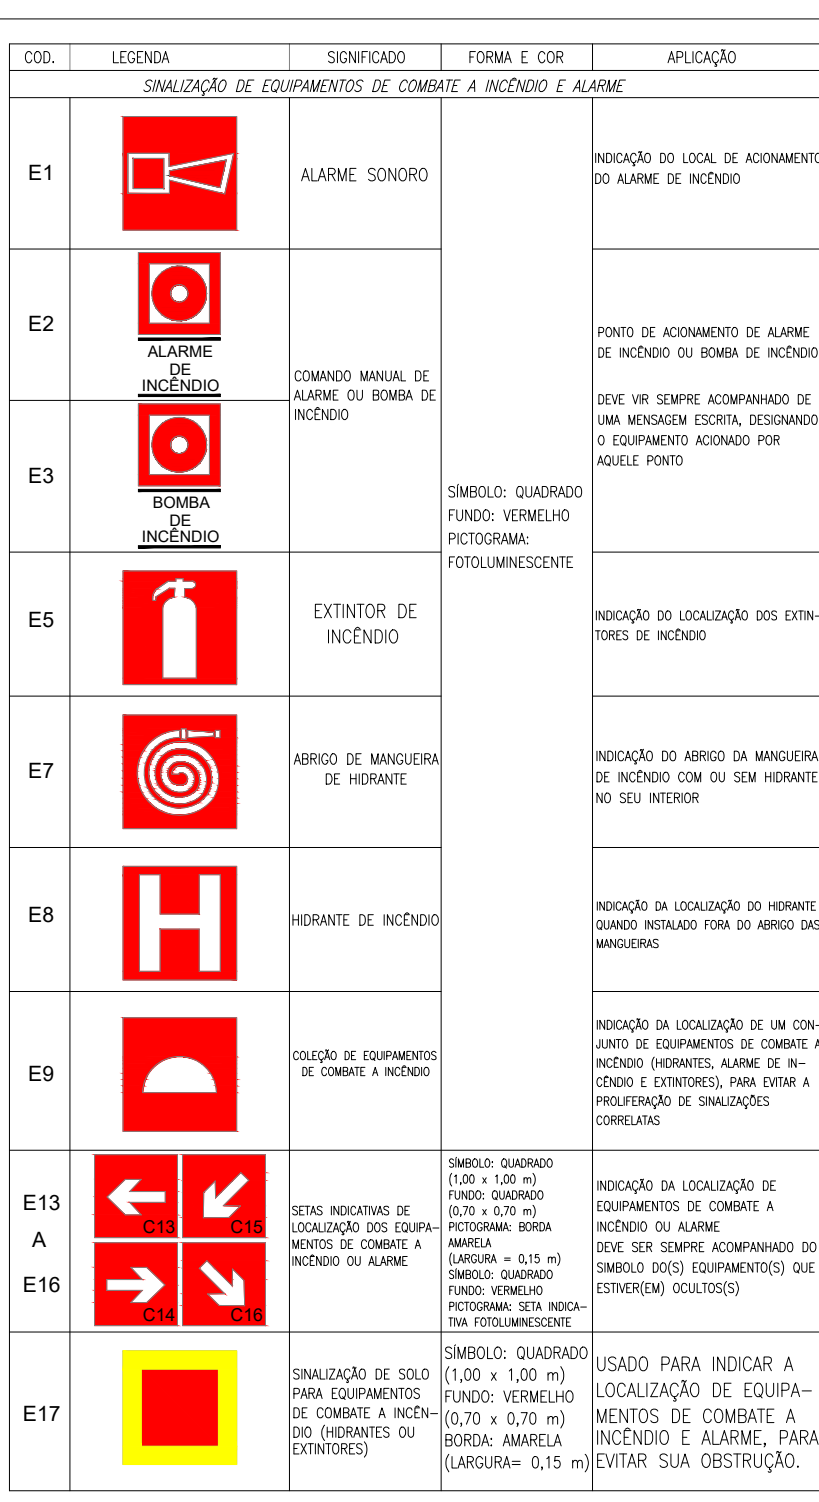 COD.
LEGENDA
SIGNIFICADO
FORMA E COR
APLICAÇÃO
SINALIZAÇÃO DE EQUIPAMENTOS DE COMBATE A INCÊNDIO E ALARME
E1
ALARME SONORO
INDICAÇÃO DO LOCAL DE ACIONAMENTO
DO ALARME DE INCÊNDIO
E2
ALARME
DE
INCÊNDIO
E3
BOMBA
DE
INCÊNDIO
COMANDO MANUAL DE
ALARME OU BOMBA DE
INCÊNDIO
PONTO DE ACIONAMENTO DE ALARME
DE INCÊNDIO OU BOMBA DE INCÊNDIO
DEVE VIR SEMPRE ACOMPANHADO DE
UMA MENSAGEM ESCRITA, DESIGNANDO
O EQUIPAMENTO ACIONADO POR
AQUELE PONTO
SÍMBOLO: QUADRADO
FUNDO: VERMELHO
PICTOGRAMA:
FOTOLUMINESCENTE
E5
EXTINTOR DE
INCÊNDIO
INDICAÇÃO DO LOCALIZAÇÃO DOS EXTIN-
TORES DE INCÊNDIO
E7
ABRIGO DE MANGUEIRA
DE HIDRANTE
INDICAÇÃO DO ABRIGO DA MANGUEIRA
DE INCÊNDIO COM OU SEM HIDRANTE
NO SEU INTERIOR
E8
H
HIDRANTE DE INCÊNDIO
INDICAÇÃO DA LOCALIZAÇÃO DO HIDRANTE
QUANDO INSTALADO FORA DO ABRIGO DAS
MANGUEIRAS
E9
COLEÇÃO DE EQUIPAMENTOS
DE COMBATE A INCÊNDIO
INDICAÇÃO DA LOCALIZAÇÃO DE UM CON-
JUNTO DE EQUIPAMENTOS DE COMBATE A
INCÊNDIO (HIDRANTES, ALARME DE IN-
CÊNDIO E EXTINTORES), PARA EVITAR A
PROLIFERAÇÃO DE SINALIZAÇÕES
CORRELATAS
E13
A
E16
C13
C15
C14
C16
SETAS INDICATIVAS DE
LOCALIZAÇÃO DOS EQUIPA-
MENTOS DE COMBATE A
INCÊNDIO OU ALARME
SÍMBOLO: QUADRADO
(1,00 x 1,00 m)
FUNDO: QUADRADO
(0,70 x 0,70 m)
PICTOGRAMA: BORDA
AMARELA
(LARGURA = 0,15 m)
SÍMBOLO: QUADRADO
FUNDO: VERMELHO
PICTOGRAMA: SETA INDICA-
TIVA FOTOLUMINESCENTE
INDICAÇÃO DA LOCALIZAÇÃO DE
EQUIPAMENTOS DE COMBATE A
INCÊNDIO OU ALARME
DEVE SER SEMPRE ACOMPANHADO DO
SIMBOLO DO(S) EQUIPAMENTO(S) QUE
ESTIVER(EM) OCULTOS(S)
E17
SINALIZAÇÃO DE SOLO
PARA EQUIPAMENTOS
DE COMBATE A INCÊN-
DIO (HIDRANTES OU
EXTINTORES)
SÍMBOLO: QUADRADO
(1,00 x 1,00 m)
FUNDO: VERMELHO
(0,70 x 0,70 m)
BORDA: AMARELA
(LARGURA= 0,15 m)
USADO PARA INDICAR A
LOCALIZAÇÃO DE EQUIPA-
MENTOS DE COMBATE A
INCÊNDIO E ALARME, PARA
EVITAR SUA OBSTRUÇÃO.